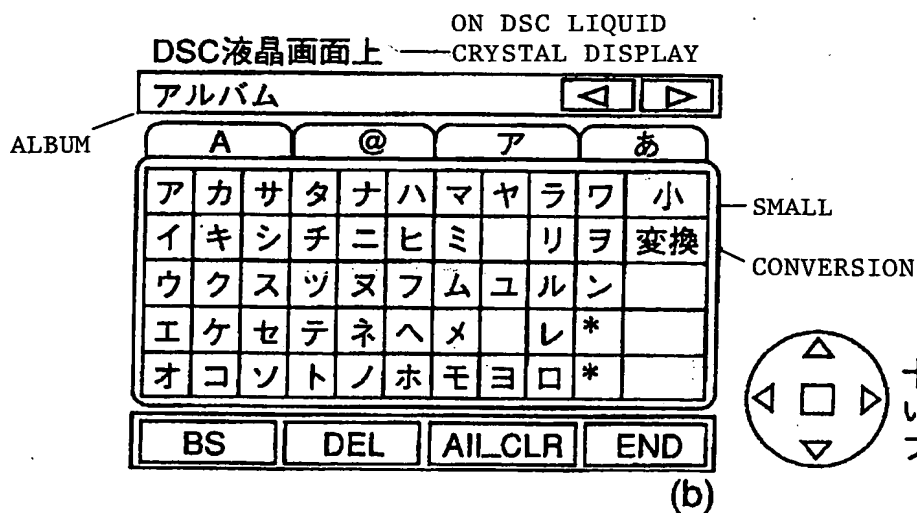 ON DSC LIQUID
CRYSTAL DISPLAY
DSC液晶画面上
アルバム
ALBUM
A @ ア あ
ア カ サ タ ナ ハ マ ヤ ラ ワ 小
SMALL
イ キ シ チ ニ ヒ ミ リ ヲ 変換
CONVERSION
ウ ク ス ツ ヌ フ ム ユ ル ン
エ ケ セ テ ネ ヘ メ レ *
オ コ ソ ト ノ ホ モ ヨ ロ *
BS DEL All_CLR END
(b)